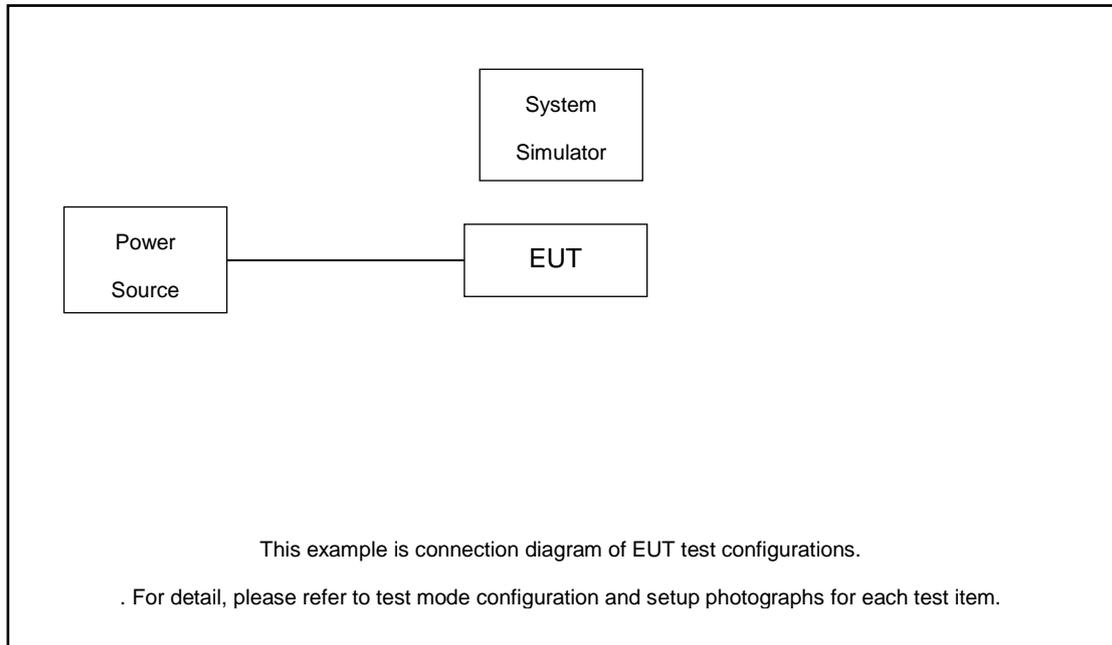 System
Simulator
Power
Source
EUT
This example is connection diagram of EUT test configurations.
. For detail, please refer to test mode configuration and setup photographs for each test item.